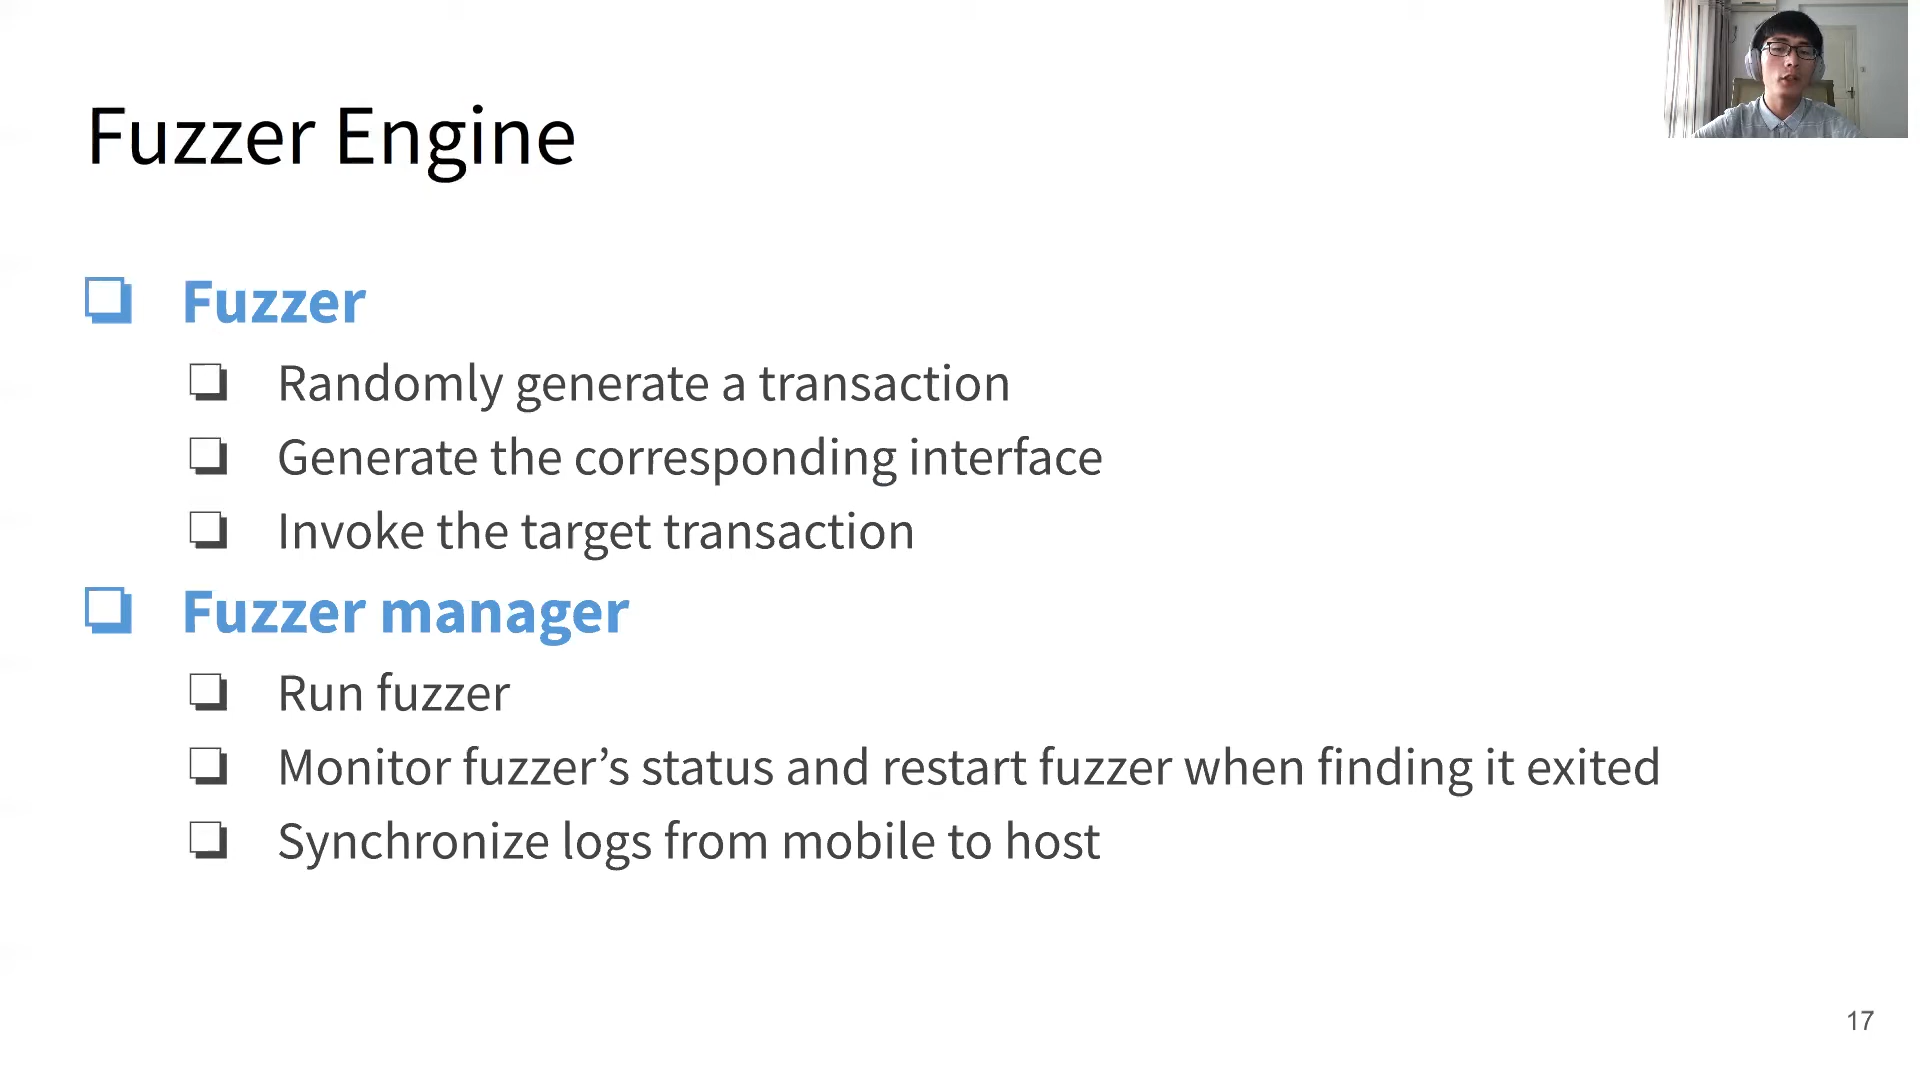 Fuzzer Engine
Fuzzer
Randomly generate a transaction
Generate the corresponding interface
Invoke the target transaction
Fuzzer manager
Run fuzzer
Monitor fuzzer’s status and restart fuzzer when finding it exited
Synchronize logs from mobile to host
17